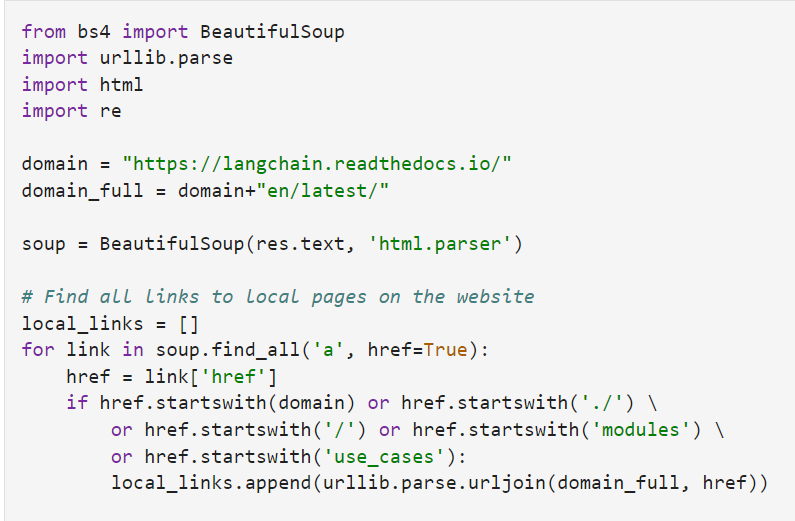 from bs4 import BeautifulSoup
import urllib.parse
import html
import re

domain = "https://langchain.readthedocs.io/"
domain_full = domain+"en/latest/"

soup = BeautifulSoup(res.text, 'html.parser')

# Find all links to local pages on the website
local_links = []
for link in soup.find_all('a', href=True):
    href = link['href']
    if href.startswith(domain) or href.startswith('./') \
        or href.startswith('/') or href.startswith('modules') \
        or href.startswith('use_cases'):
        local_links.append(urllib.parse.urljoin(domain_full, href))